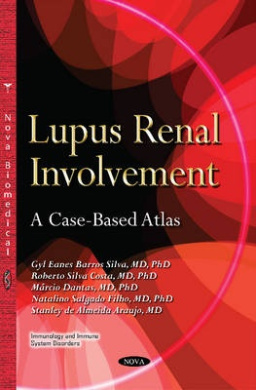 Nova Biomedical
Lupus Renal
Involvement
A Case-Based Atlas
Gyl Eanes Barros Silva, MD, PhD
Roberto Silva Costa, MD, PhD
Márcio Dantas, MD, PhD
Natalino Salgado Filho, MD, PhD
Stanley de Almeida Araujo, MD
Immunology and Immune
System Disorders
NOVA